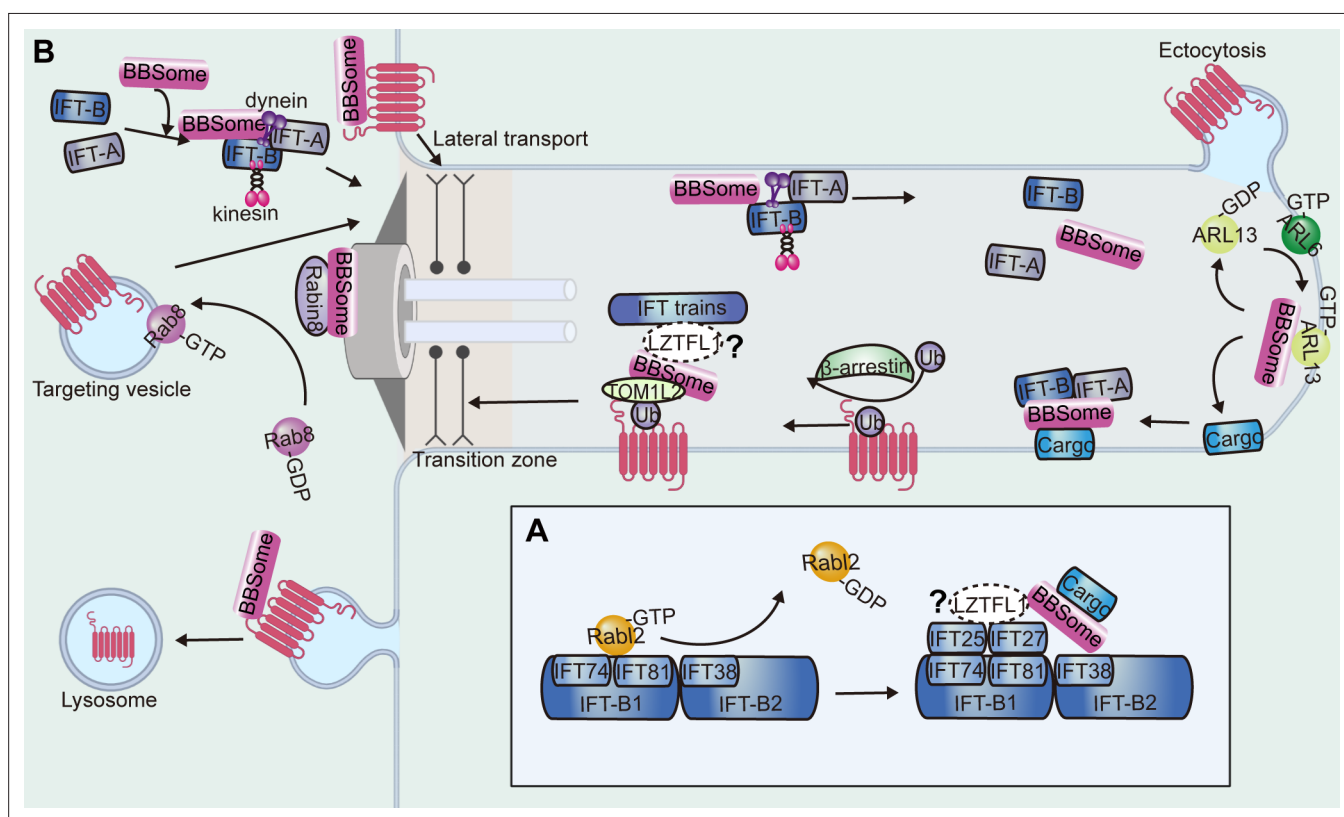 B
BBSome
IFT-B
IFT-A
dynein
BBSome
IFT-A
IFT-B
kinesin
BBSome
Lateral transport
Ectocytosis
BBSome
IFT-A
IFT-B
IFT-B
BBSome
IFT-A
-GDP
ARL13
GTP-
ARL6
GTP-
ARL13
BBSome
Rabin8
BBSome
Rab8
-GTP
Targeting vesicle
Rab8
-GDP
IFT trains
LZTFL1
?
BBSome
TOM1L2
Ub
β-arrestin
Ub
Ub
IFT-B
IFT-A
BBSome
Cargo
Cargo
Transition zone
BBSome
Lysosome
A
Rabl2
-GTP
Rabl2
-GDP
IFT74
IFT81
IFT38
IFT-B1
IFT-B2
?
LZTFL1
BBSome
Cargo
IFT25
IFT27
IFT74
IFT81
IFT38
IFT-B1
IFT-B2